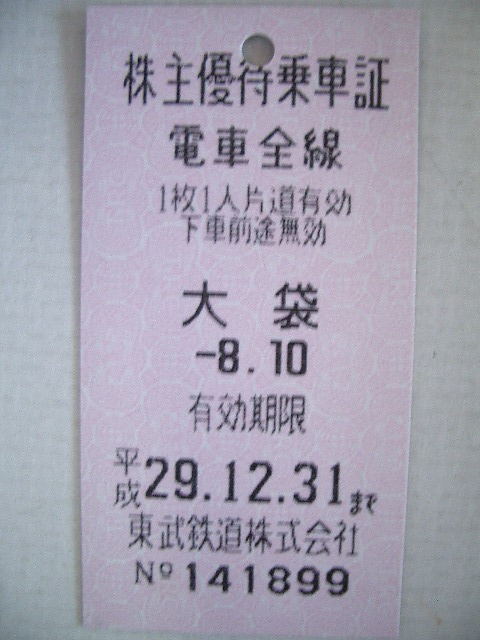 株主優待乗車証
電車全線
1枚1人片道有効
下車前途無効
大袋
-8.10
有効期限
平成29.12.31まで
東武鉄道株式会社
Nº 141899